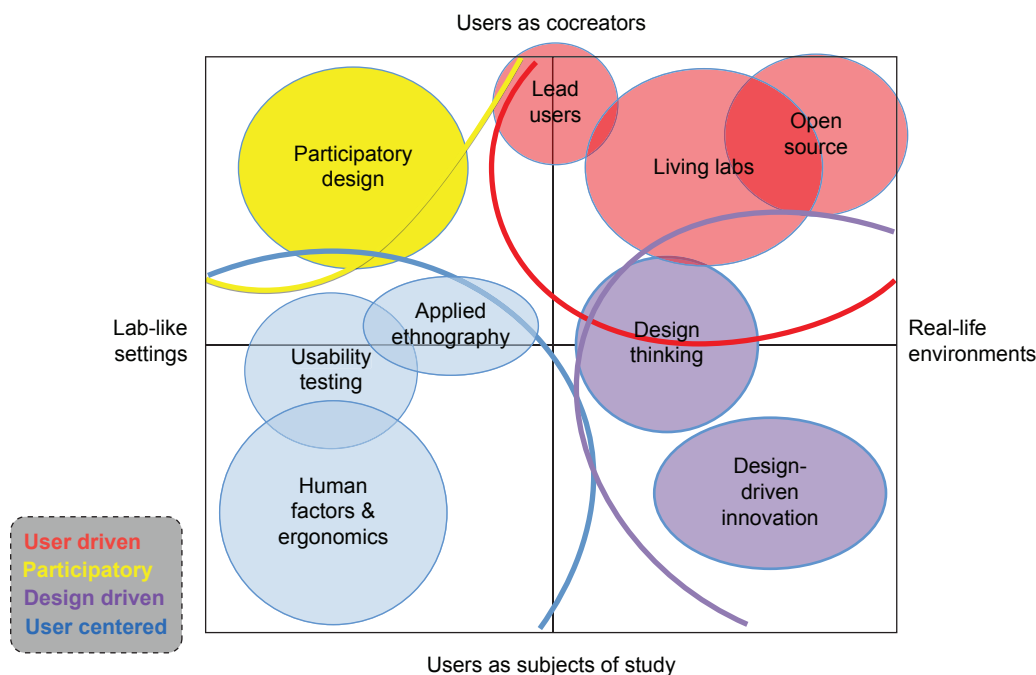 Users as cocreators
Lead
users
Open
source
Participatory
design
Living labs
Applied
ethnography
Lab-like
settings
Usability
testing
Design
thinking
Real-life
environments
Human
factors &
ergonomics
Design-
driven
innovation
User driven
Participatory
Design driven
User centered
Users as subjects of study